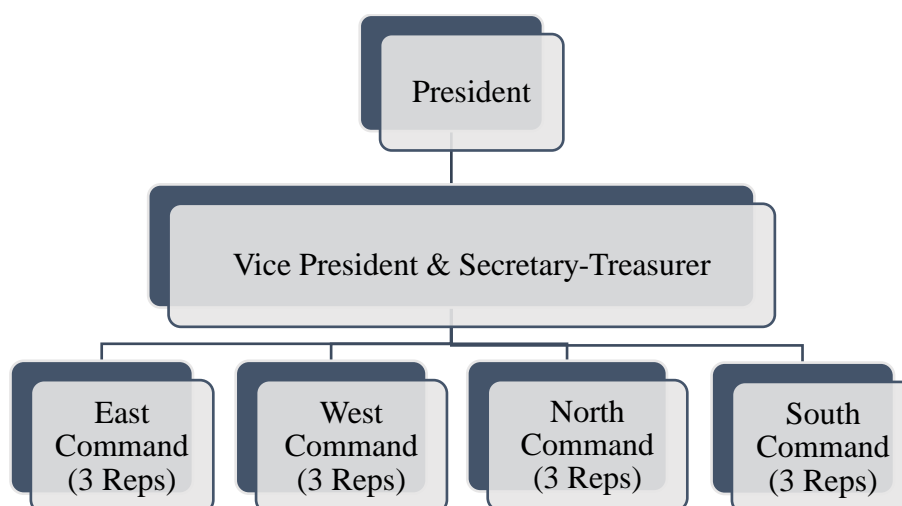 President
Vice President & Secretary-Treasurer
East
Command
(3 Reps)
West
Command
(3 Reps)
North
Command
(3 Reps)
South
Command
(3 Reps)